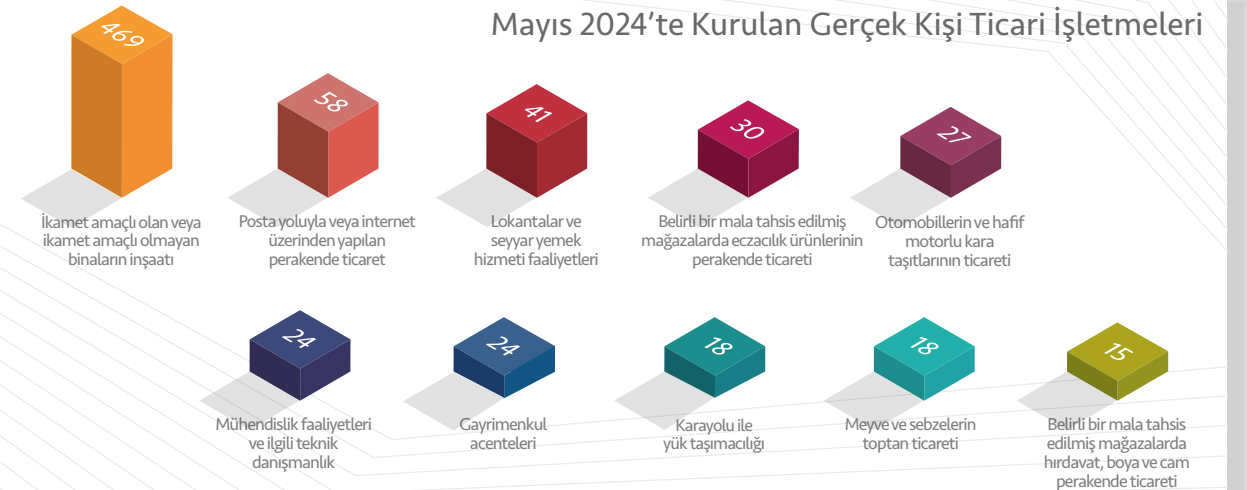 Mayıs 2024’te Kurulan Gerçek Kişi Ticari İşletmeleri
469
İkamet amaçlı olan veya
ikamet amaçlı olmayan
binaların inşaatı
58
Posta yoluyla veya internet
üzerinden yapılan
perakende ticaret
41
Lokantalar ve
seyyar yemek
hizmeti faaliyetleri
30
Belirli bir mala tahsis edilmiş
mağazalarda eczacılık ürünlerinin
perakende ticareti
27
Otomobillerin ve hafif
motorlu kara
taşıtlarının ticareti
24
Mühendislik faaliyetleri
ve ilgili teknik
danışmanlık
24
Gayrimenkul
acenteleri
18
Karayolu ile
yük taşımacılığı
18
Meyve ve sebzelerin
toptan ticareti
15
Belirli bir mala tahsis
edilmiş mağazalarda
hırdavat, boya ve cam
perakende ticareti